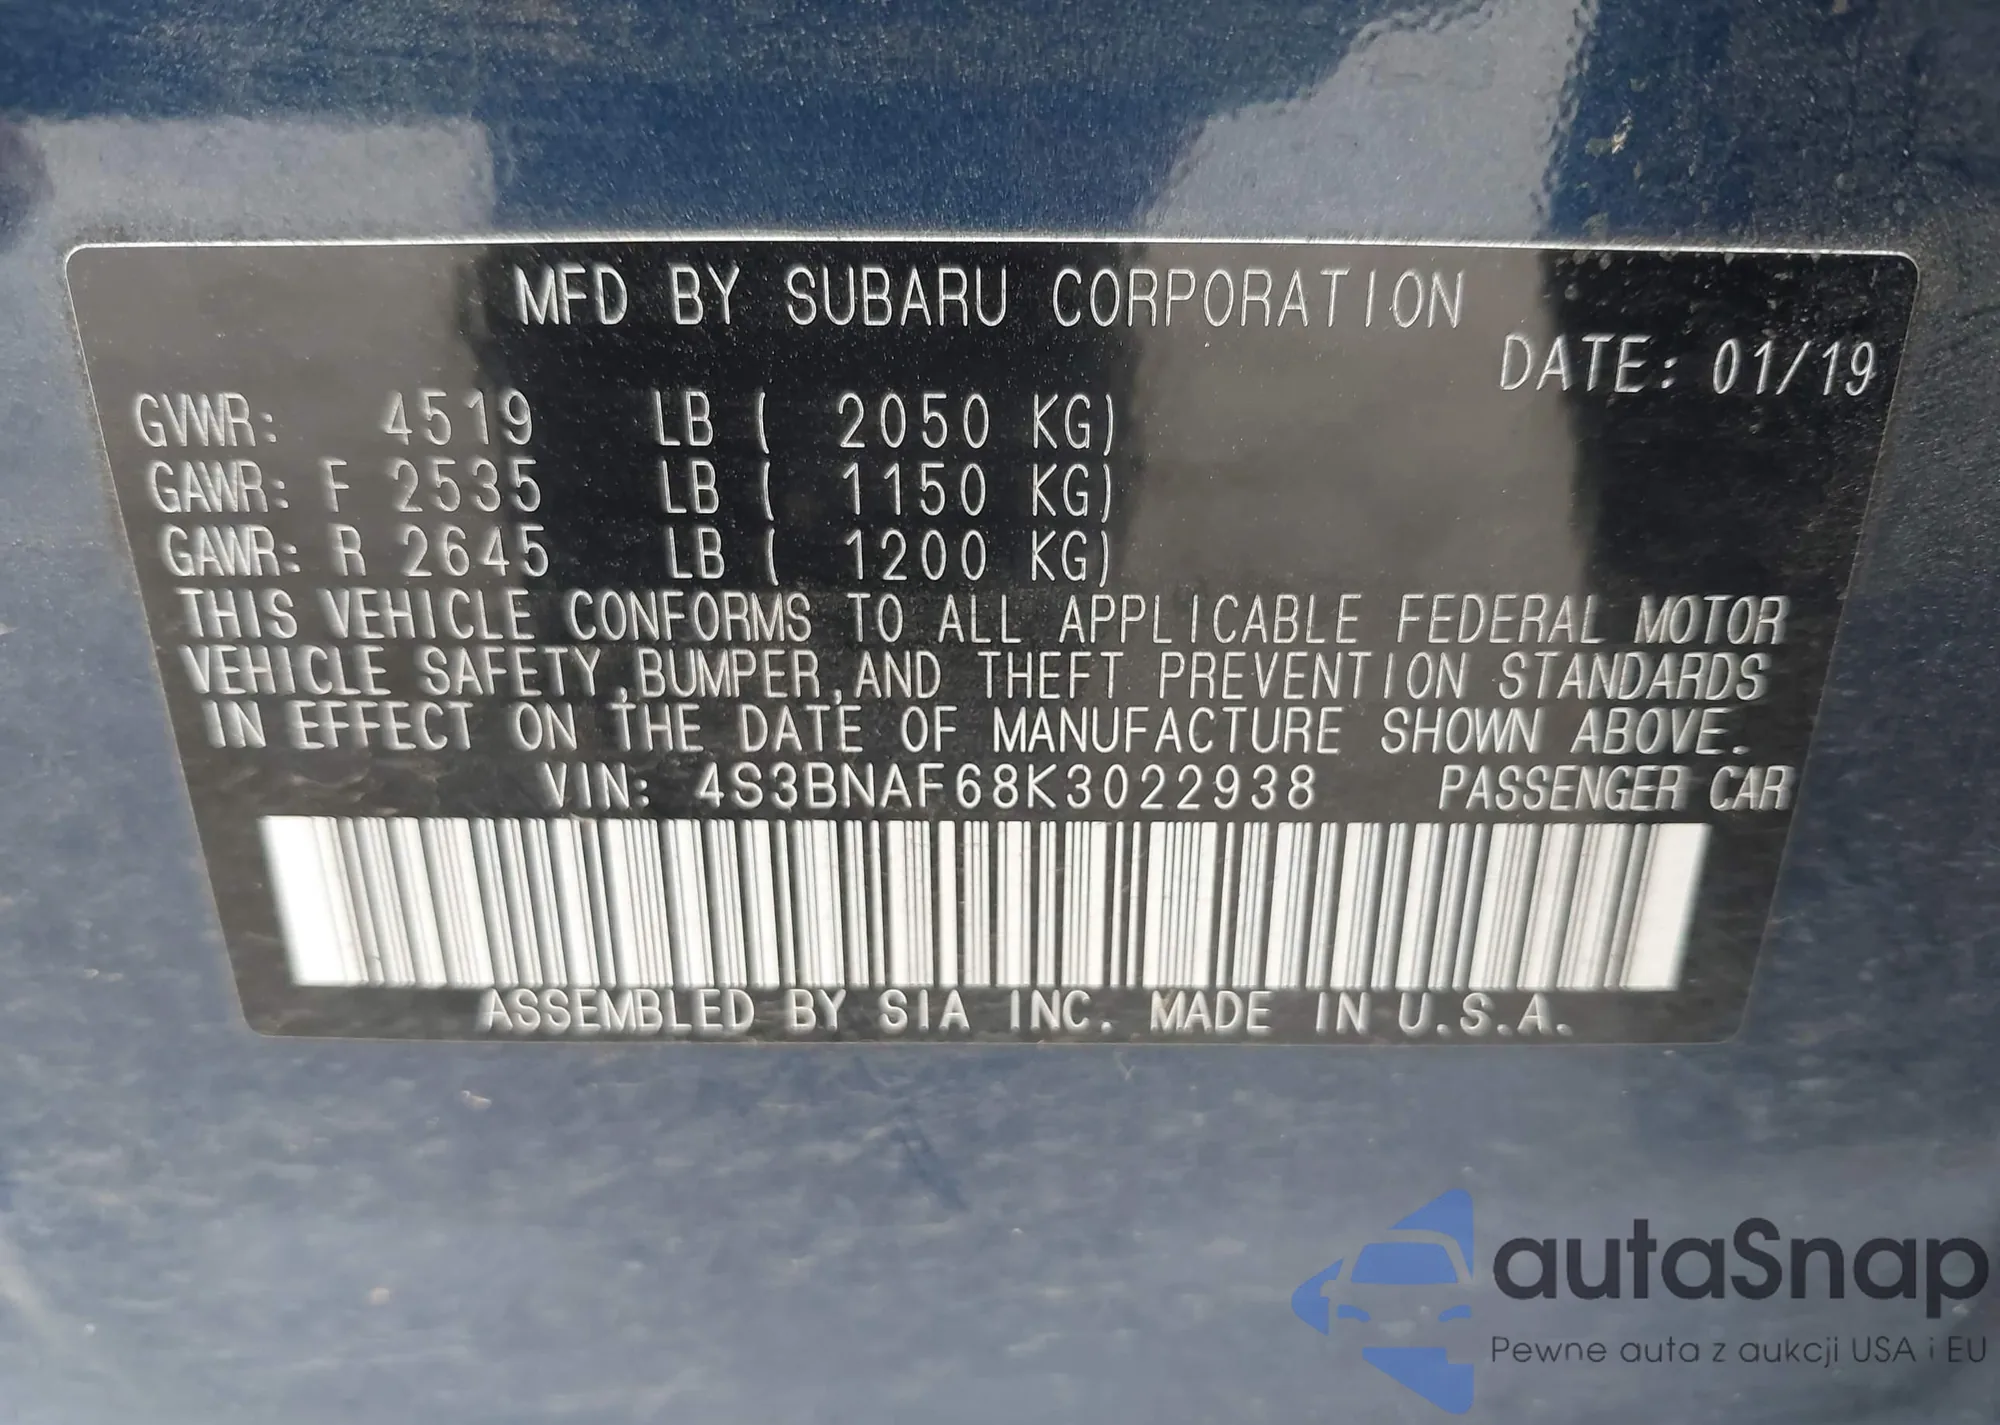 MFD BY SUBARU CORPORATION
DATE: 01/19
GVWR: 4519 LB ( 2050 KG)
GAWR: F 2535 LB ( 1150 KG)
GAWR: R 2645 LB ( 1200 KG)
THIS VEHICLE CONFORMS TO ALL APPLICABLE FEDERAL MOTOR
VEHICLE SAFETY,BUMPER,AND THEFT PREVENTION STANDARDS
IN EFFECT ON THE DATE OF MANUFACTURE SHOWN ABOVE.
VIN: 4S3BNAF68K3022938 PASSENGER CAR
ASSEMBLED BY SIA INC. MADE IN U.S.A.
autaSnap
Pewne auta z aukcji USA i EU